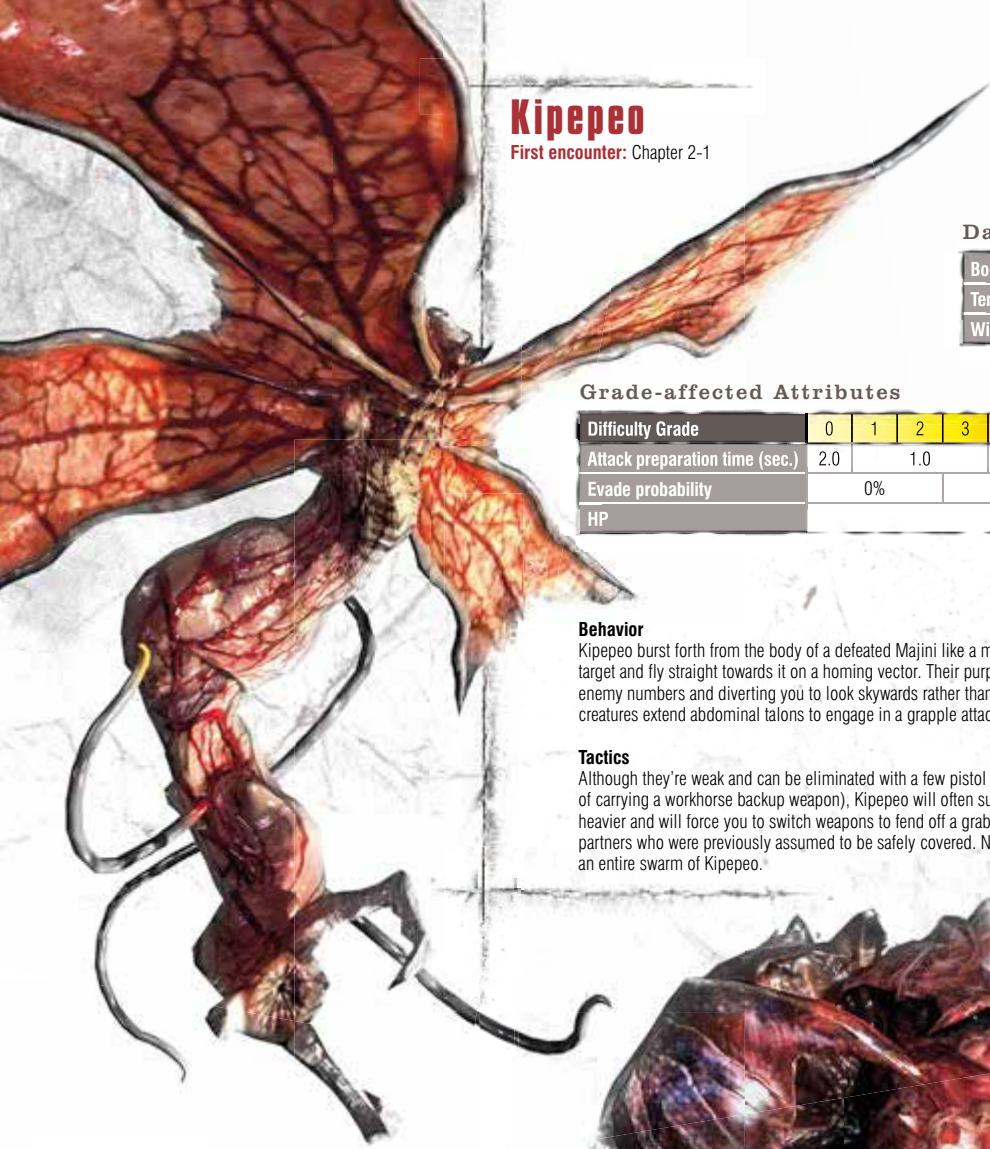 Kipepeo
First encounter: Chapter 2-1
Grade-affected Attributes
Difficulty Grade 0 1 2 3
Attack preparation time (sec.) 2.0 1.0
Evade probability 0%
HP
Behavior
Kipepeo burst forth from the body of a defeated Majini like a
target and fly straight towards it on a homing vector. Their
enemy numbers and diverting you to look skywards rather than
creatures extend abdominal talons to engage in a grapple
Tactics
Although they're weak and can be eliminated with a few pistol
of carrying a workhorse backup weapon), Kipepeo will often
heavier and will force you to switch weapons to fend off a
partners who were previously assumed to be safely covered.
an entire swarm of Kipepeo.